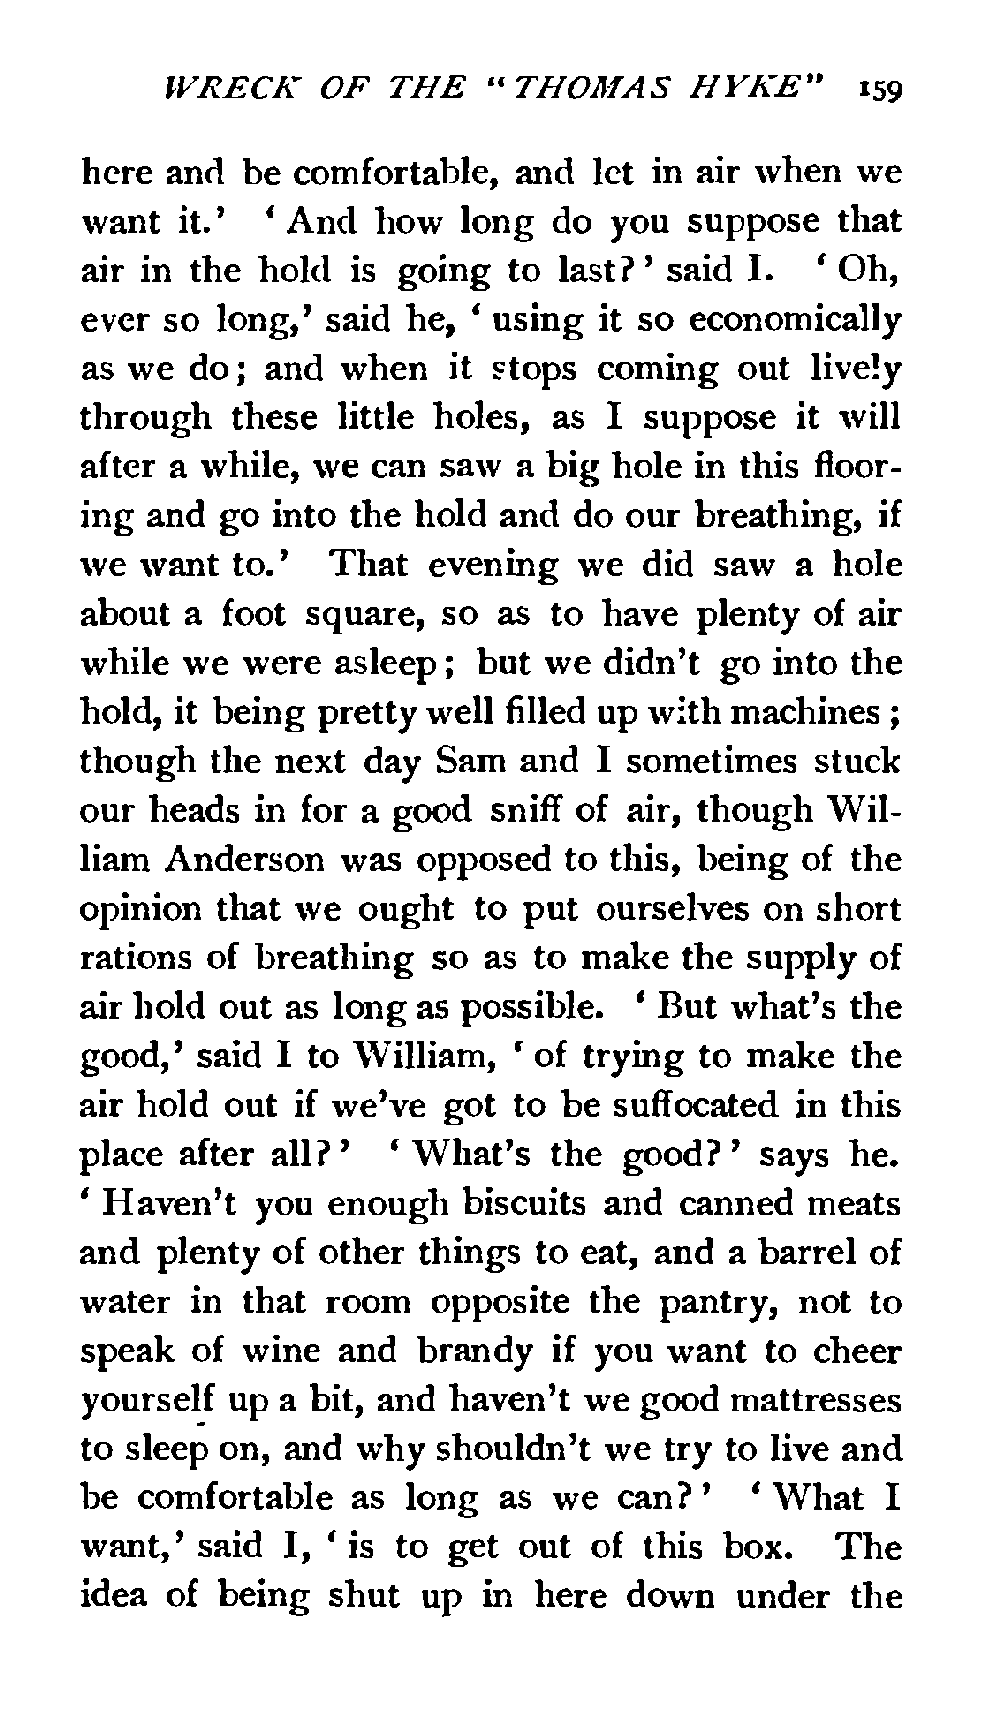 WRECK OF THE "THOMAS HYKE" 159
here and be comfortable, and let in air when we
want it.' 'And how long do you suppose that
air in the hold is going to last?' said I. 'Oh,
ever so long,' said he, 'using it so economically
as we do; and when it stops coming out lively
through these little holes, as I suppose it will
after a while, we can saw a big hole in this floor-
ing and go into the hold and do our breathing, if
we want to.' That evening we did saw a hole
about a foot square, so as to have plenty of air
while we were asleep; but we didn't go into the
hold, it being pretty well filled up with machines;
though the next day Sam and I sometimes stuck
our heads in for a good sniff of air, though Wil-
liam Anderson was opposed to this, being of the
opinion that we ought to put ourselves on short
rations of breathing so as to make the supply of
air hold out as long as possible. 'But what's the
good,' said I to William, 'of trying to make the
air hold out if we've got to be suffocated in this
place after all?' 'What's the good?' says he.
'Haven't you enough biscuits and canned meats
and plenty of other things to eat, and a barrel of
water in that room opposite the pantry, not to
speak of wine and brandy if you want to cheer
yourself up a bit, and haven't we good mattresses
to sleep on, and why shouldn't we try to live and
be comfortable as long as we can?' 'What I
want,' said I, 'is to get out of this box. The
idea of being shut up in here down under the